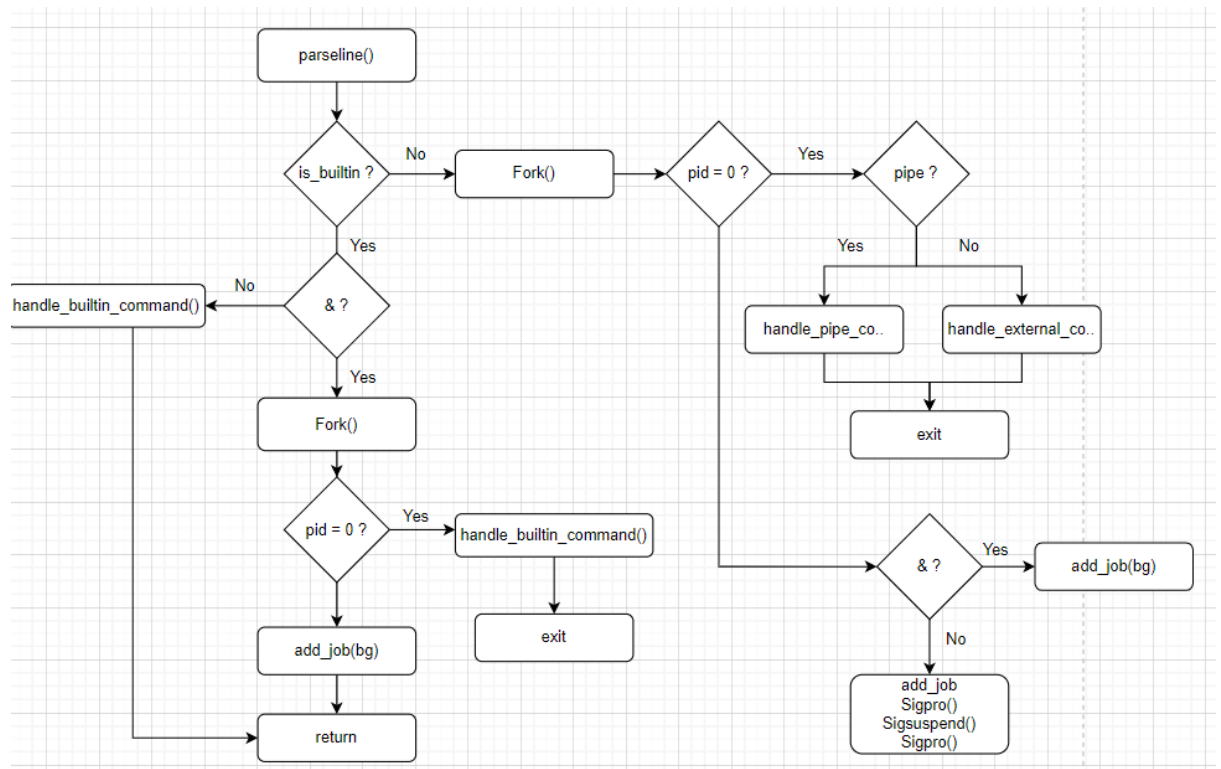 parseline()
is_builtin ?
No
Fork()
pid = 0 ?
Yes
pipe ?
Yes
Yes
No
No
& ?
handle_builtin_command()
handle_pipe_co..
handle_external_co..
Yes
Fork()
exit
pid = 0 ?
Yes
handle_builtin_command()
& ?
Yes
add_job(bg)
exit
No
add_job(bg)
add_job
Sigpro()
Sigsuspend()
Sigpro()
return